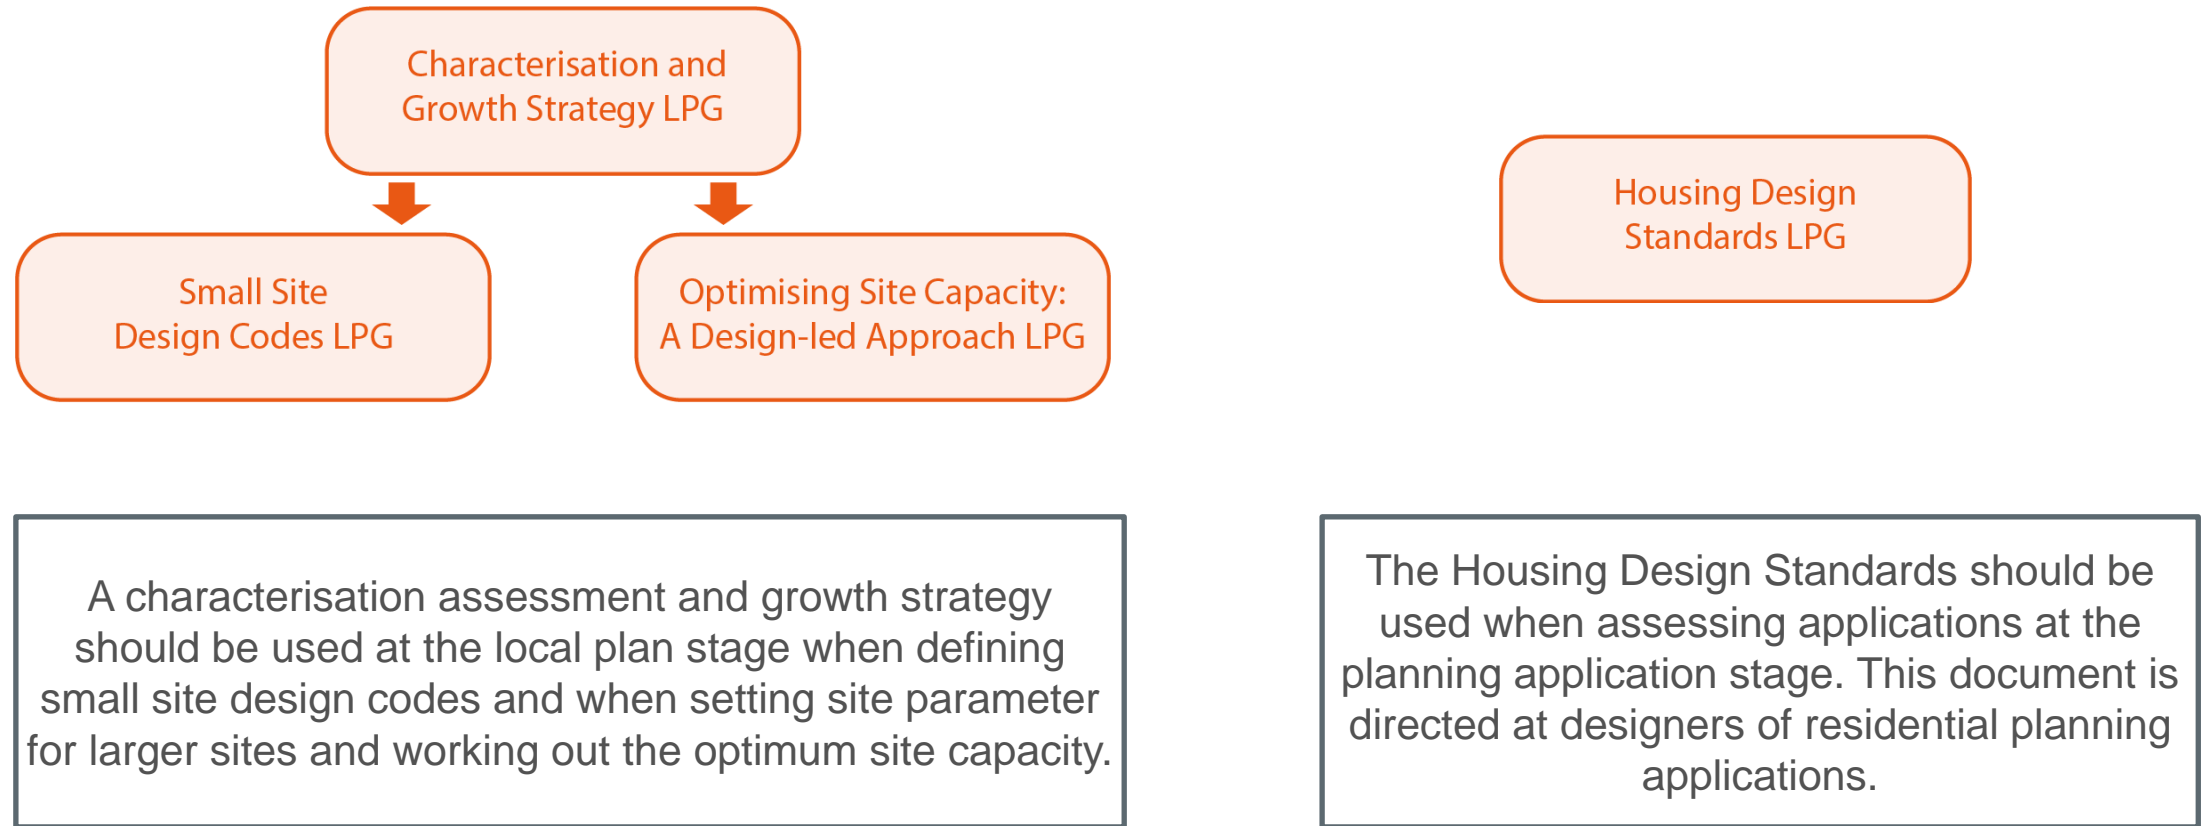 Characterisation and
Growth Strategy LPG
Small Site
Design Codes LPG
Optimising Site Capacity:
A Design-led Approach LPG
Housing Design
Standards LPG
A characterisation assessment and growth strategy
should be used at the local plan stage when defining
small site design codes and when setting site parameter
for larger sites and working out the optimum site capacity.
The Housing Design Standards should be
used when assessing applications at the
planning application stage. This document is
directed at designers of residential planning
applications.